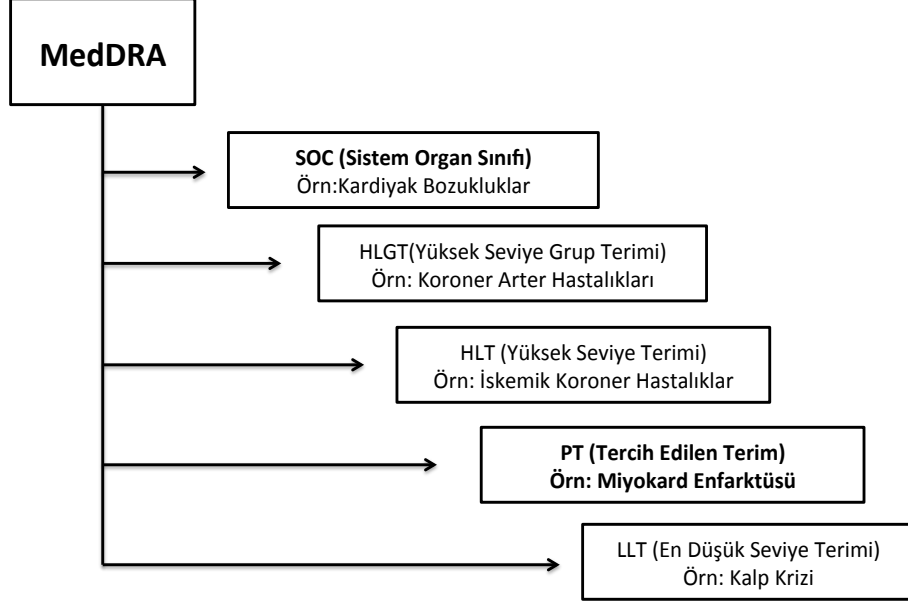 MedDRA
SOC (Sistem Organ Sınıfı)
Örn:Kardiyak Bozukluklar
HLGT(Yüksek Seviye Grup Terimi)
Örn: Koroner Arter Hastalıkları
HLT (Yüksek Seviye Terimi)
Örn: İskemik Koroner Hastalıklar
PT (Tercih Edilen Terim)
Örn: Miyokard Enfarktüsü
LLT (En Düşük Seviye Terimi)
Örn: Kalp Krizi